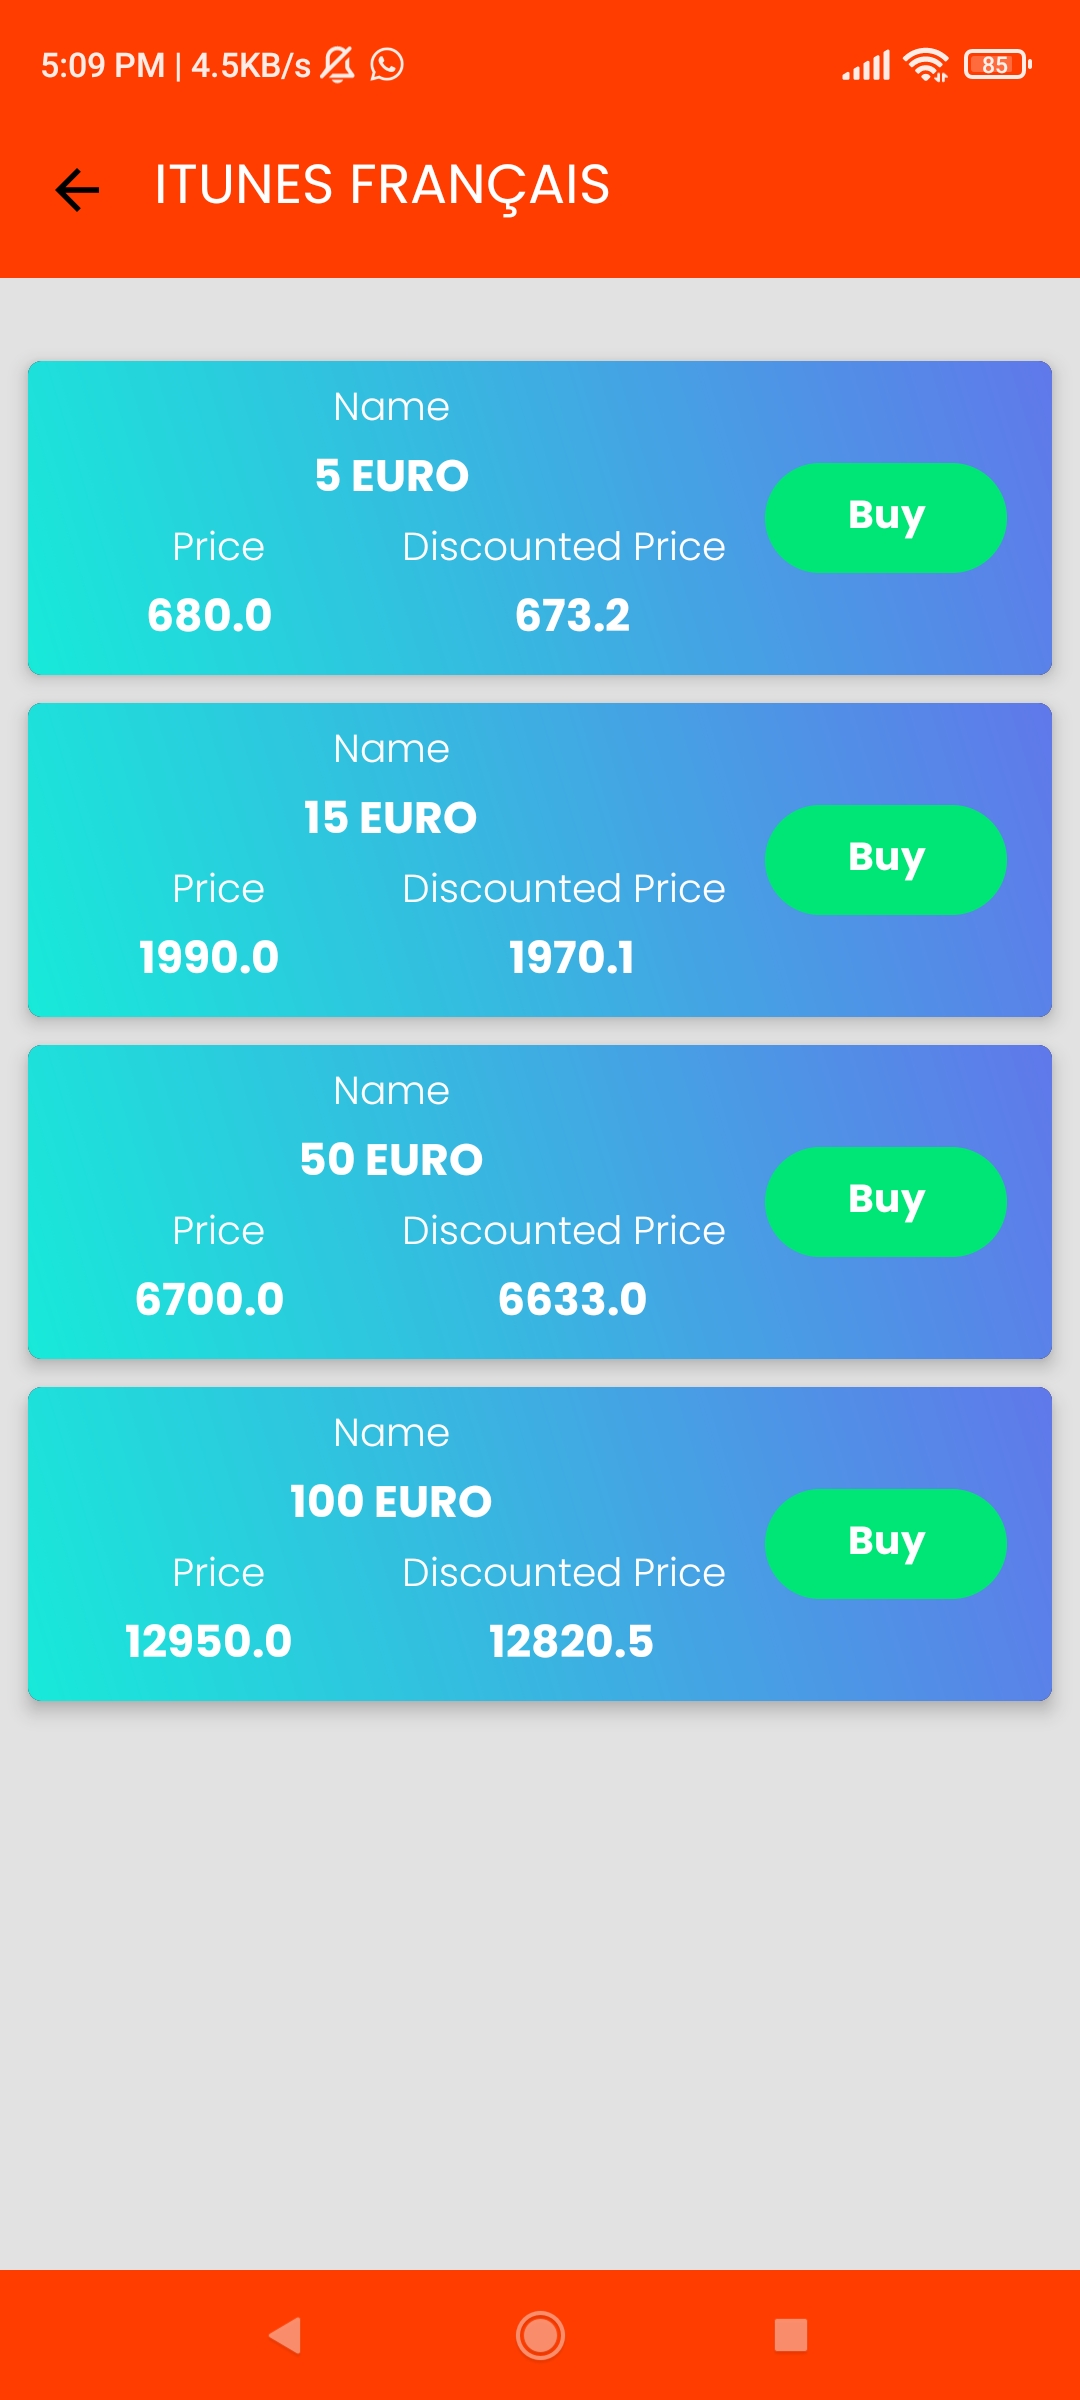 5:09 PM | 4.5KB/s
85
ITUNES FRANÇAIS
Name
5 EURO
Price Discounted Price
680.0 673.2
Buy
Name
15 EURO
Price Discounted Price
1990.0 1970.1
Buy
Name
50 EURO
Price Discounted Price
6700.0 6633.0
Buy
Name
100 EURO
Price Discounted Price
12950.0 12820.5
Buy